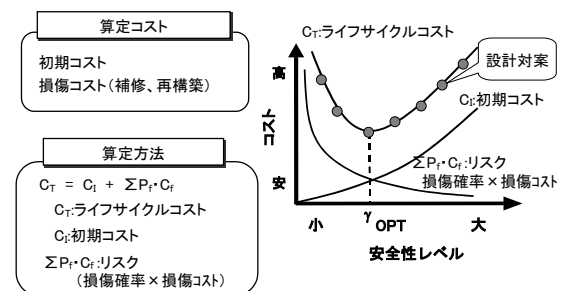 算定コスト
初期コスト
損傷コスト(補修、再構築)
算定方法
CT = CI + ΣPf・Cf
CT:ライフサイクルコスト
CI:初期コスト
ΣPf・Cf:リスク
(損傷確率×損傷コスト)
CT:ライフサイクルコスト
設計対案
高
CI:初期コスト
コスト
ΣPf・Cf:リスク
損傷確率×損傷コスト
安
小
γOPT
大
安全性レベル